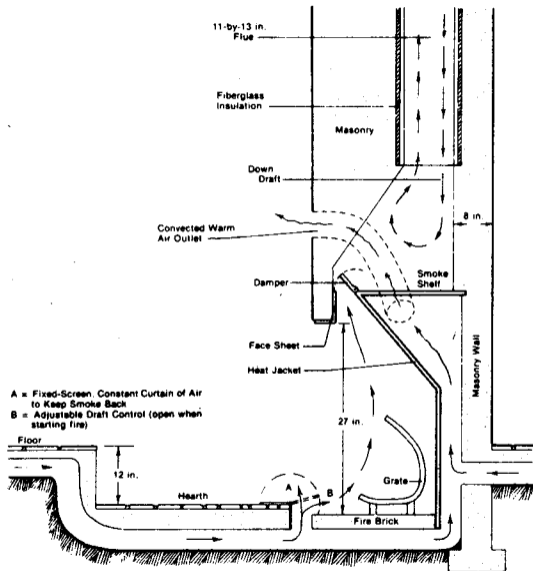 11-by-13 in.
Flue
Fiberglass
Insulation
Masonry
Down
Draft
8 in.
Convected Warm
Air Outlet
Damper
Smoke
Shelf
Face Sheet
Heat Jacket
Masonry Wall
A = Fixed-Screen, Constant Curtain of Air
to Keep Smoke Back
B = Adjustable Draft Control (open when
starting fire)
Floor
27 in.
12 in.
Hearth
A
B
Grate
Fire Brick